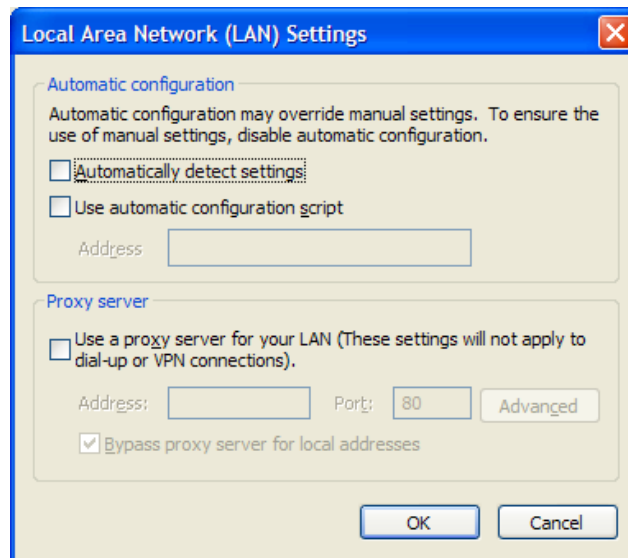 Local Area Network (LAN) Settings
Automatic configuration
Automatic configuration may override manual settings. To ensure the
use of manual settings, disable automatic configuration.
Automatically detect settings
Use automatic configuration script
Address
Proxy server
Use a proxy server for your LAN (These settings will not apply to
dial-up or VPN connections).
Address: Port: 80 Advanced
Bypass proxy server for local addresses
OK Cancel